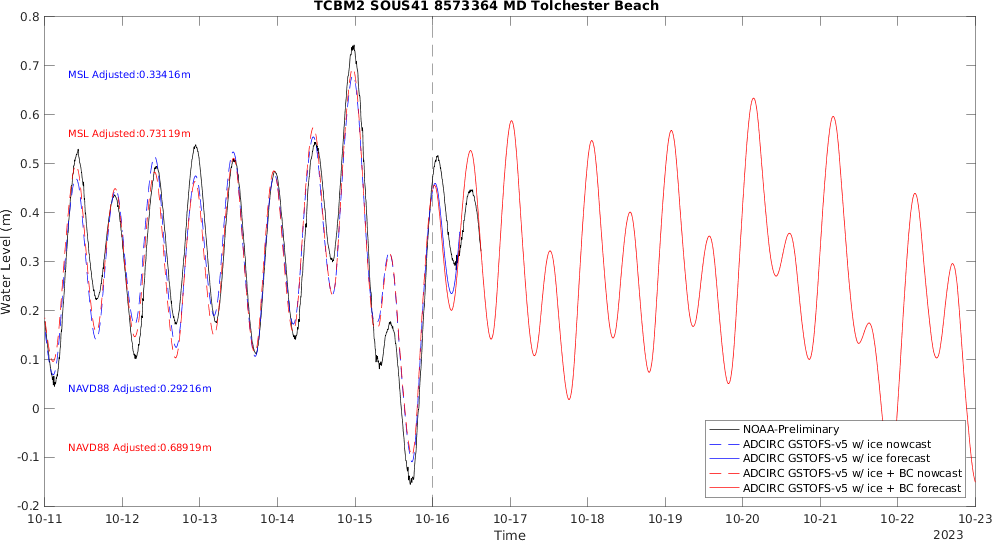 TCBM2 SOUS41 8573364 MD Tolchester Beach
0.8
0.7
0.6
0.5
0.4
0.3
0.2
0.1
0
-0.1
-0.2
Water Level (m)
MSL Adjusted:0.33416m
MSL Adjusted:0.73119m
NAVD88 Adjusted:0.29216m
NAVD88 Adjusted:0.68919m
NOAA-Preliminary
ADCIRC GSTOFS-v5 w/ ice nowcast
ADCIRC GSTOFS-v5 w/ ice forecast
ADCIRC GSTOFS-v5 w/ ice + BC nowcast
ADCIRC GSTOFS-v5 w/ ice + BC forecast
10-11 10-12 10-13 10-14 10-15 10-16 10-17 10-18 10-19 10-20 10-21 10-22 10-23
Time
2023